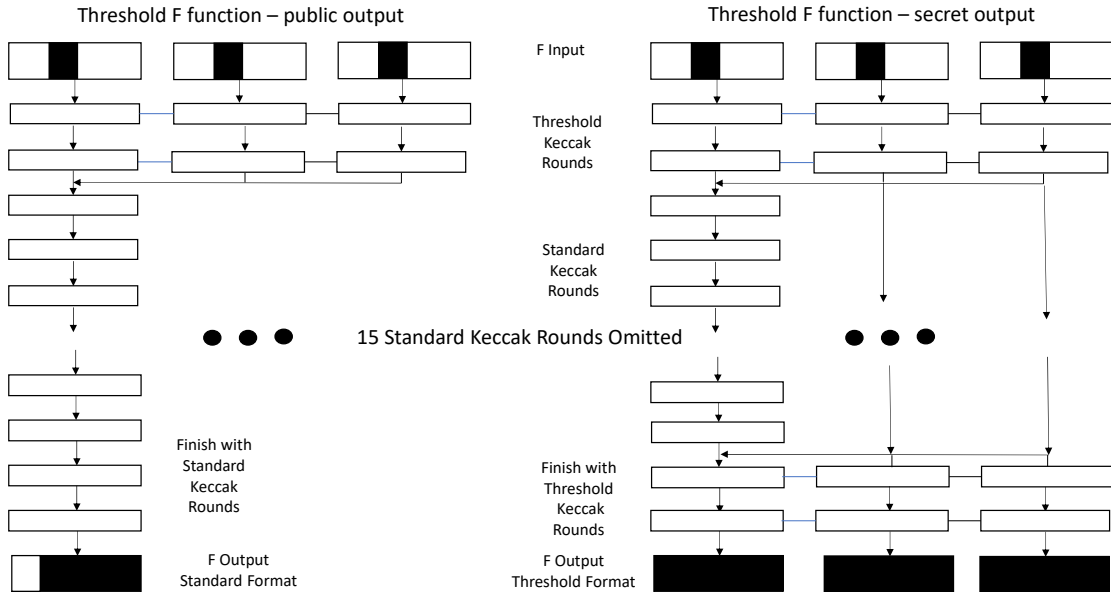 Threshold F function – public output
Threshold F function – secret output
F Input
Threshold
Keccak
Rounds
Standard
Keccak
Rounds
15 Standard Keccak Rounds Omitted
Finish with
Standard
Keccak
Rounds
Finish with
Threshold
Keccak
Rounds
F Output
Standard Format
F Output
Threshold Format